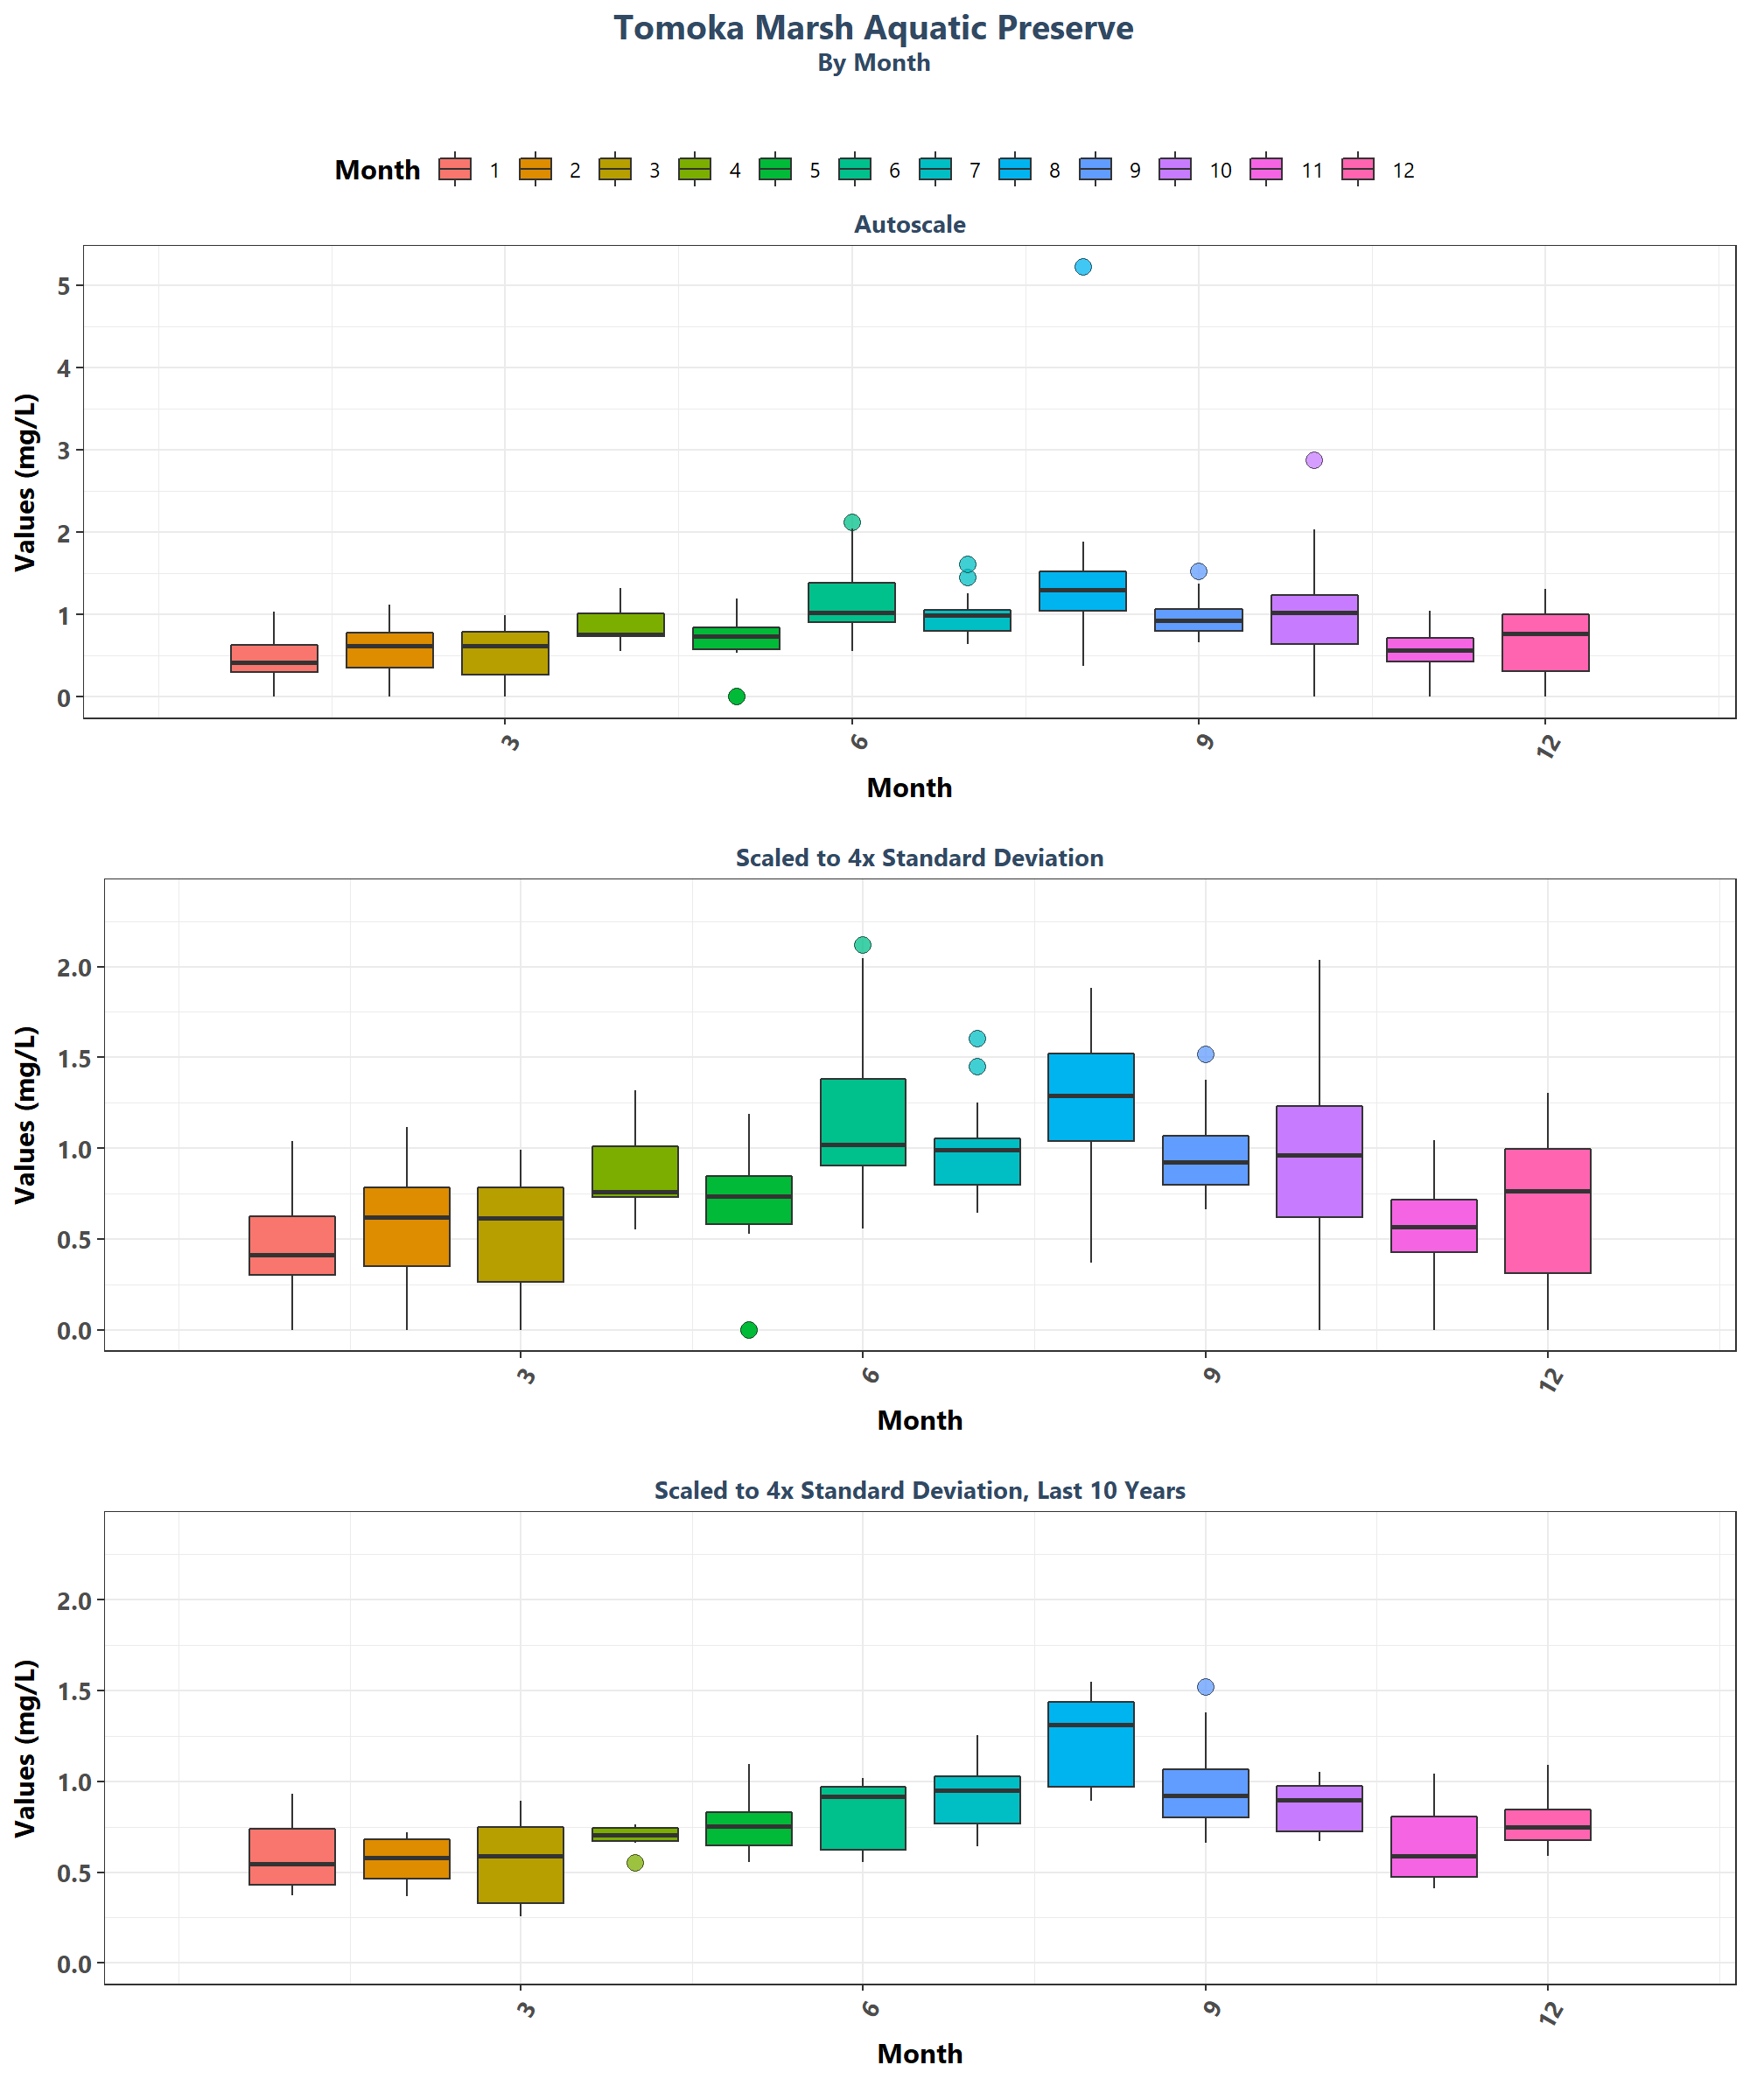 Tomoka Marsh Aquatic Preserve
By Month
Month 1 2 3 4 5 6 7 8 9 10 11 12
Autoscale
Values (mg/L)
5
4
3
2
1
0
3 6 9 12
Month
Scaled to 4x Standard Deviation
Values (mg/L)
2.0
1.5
1.0
0.5
0.0
3 6 9 12
Month
Scaled to 4x Standard Deviation, Last 10 Years
Values (mg/L)
2.0
1.5
1.0
0.5
0.0
3 6 9 12
Month